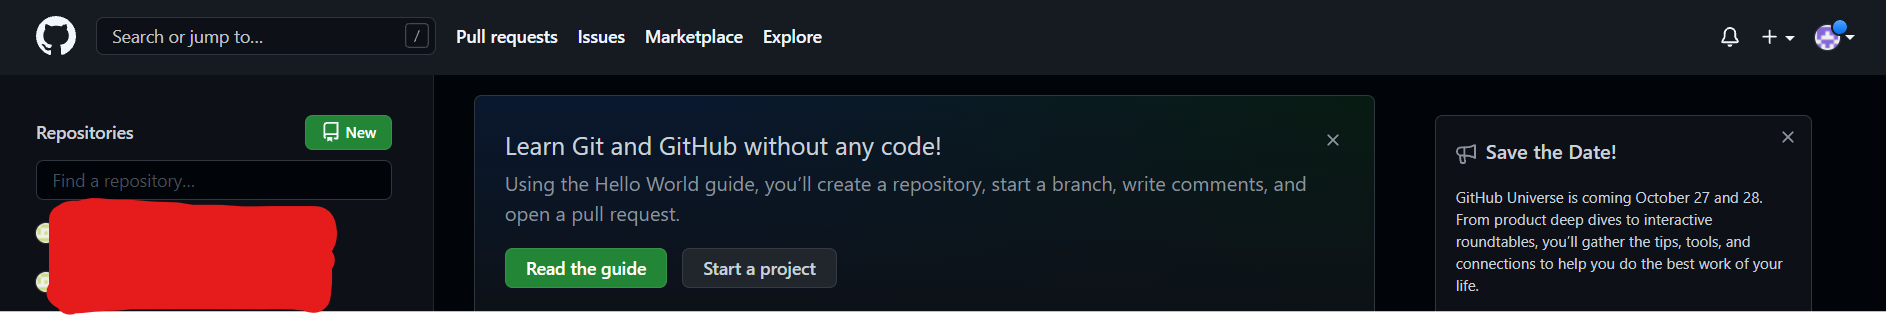 Search or jump to...
/
Pull requests
Issues
Marketplace
Explore
Repositories
New
Find a repository...
Learn Git and GitHub without any code!
Using the Hello World guide, you’ll create a repository, start a branch, write comments, and
open a pull request.
Read the guide
Start a project
Save the Date!
GitHub Universe is coming October 27 and 28.
From product deep dives to interactive
roundtables, you’ll gather the tips, tools, and
connections to help you do the best work of your
life.